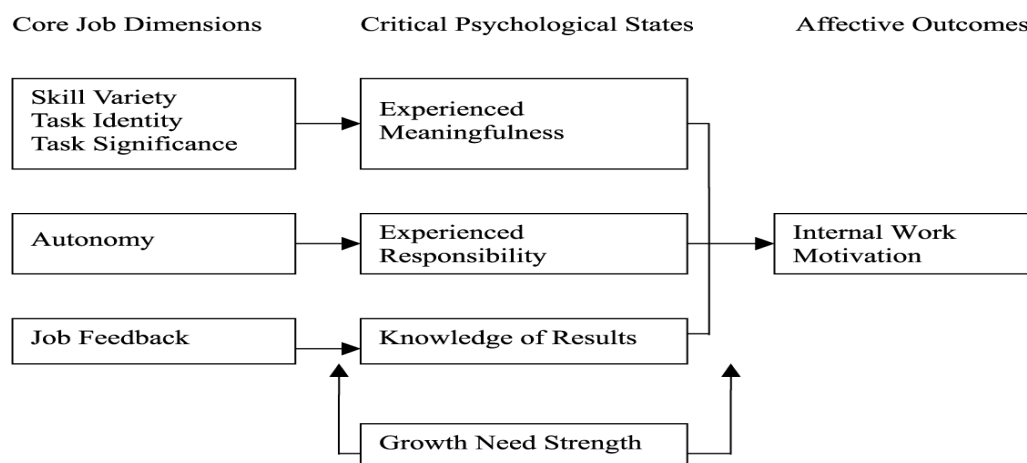 Core Job Dimensions
Critical Psychological States
Affective Outcomes
Skill Variety
Task Identity
Task Significance
Experienced
Meaningfulness
Autonomy
Experienced
Responsibility
Internal Work
Motivation
Job Feedback
Knowledge of Results
Growth Need Strength